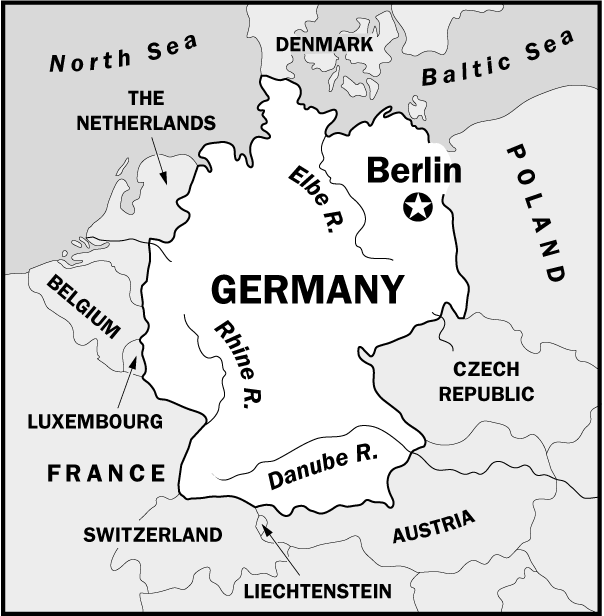 North Sea
DENMARK
Baltic Sea
THE
NETHERLANDS
Berlin
Elbe R.
POLAND
GERMANY
BELGIUM
Rhine R.
CZECH
REPUBLIC
LUXEMBOURG
FRANCE
Danube R.
SWITZERLAND
AUSTRIA
LIECHTENSTEIN